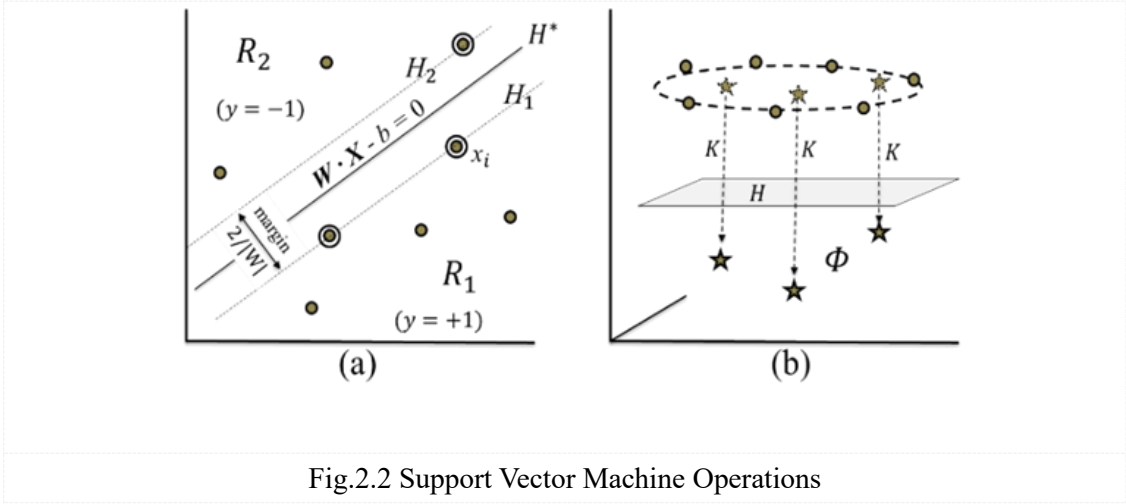 H*
R₂
H₂
(y = −1)
H₁
W · X - b = 0
xᵢ
margin
2/|W|
R₁
(y = +1)
(a)
K
K
K
H
Φ
(b)
Fig.2.2 Support Vector Machine Operations